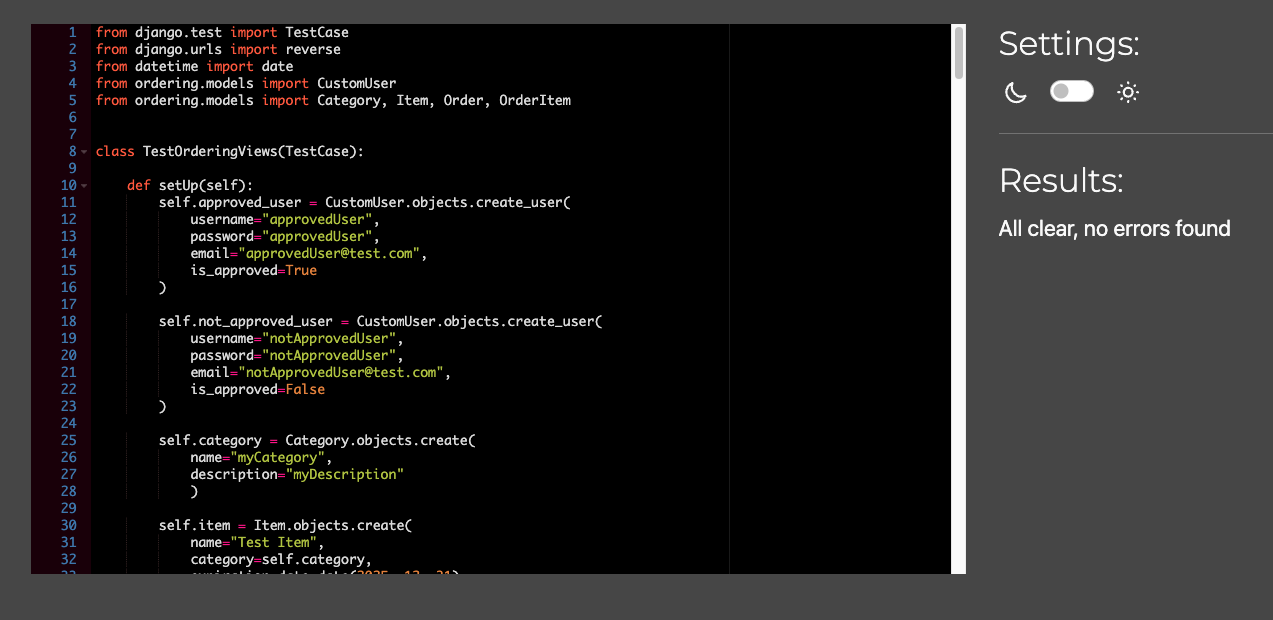 1 from django.test import TestCase
2 from django.urls import reverse
3 from datetime import date
4 from ordering.models import CustomUser
5 from ordering.models import Category, Item, Order, OrderItem
6
7
8 class TestOrderingViews(TestCase):
9
10     def setUp(self):
11         self.approved_user = CustomUser.objects.create_user(
12             username="approvedUser",
13             password="approvedUser",
14             email="approvedUser@test.com",
15             is_approved=True
16         )
17
18         self.not_approved_user = CustomUser.objects.create_user(
19             username="notApprovedUser",
20             password="notApprovedUser",
21             email="notApprovedUser@test.com",
22             is_approved=False
23         )
24
25         self.category = Category.objects.create(
26             name="myCategory",
27             description="myDescription"
28             )
29
30         self.item = Item.objects.create(
31             name="Test Item",
32             category=self.category,
Settings:
Results:
All clear, no errors found